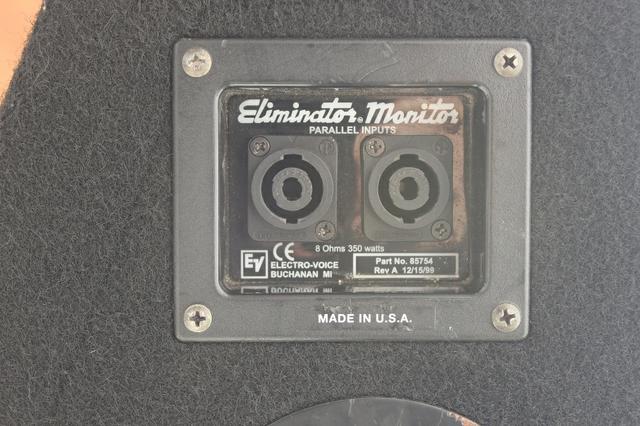 Eliminator® Monitor
PARALLEL INPUTS
8 Ohms 350 watts
EV
CE
ELECTRO-VOICE
BUCHANAN MI
Part No. 85754
Rev A 12/15/99
MADE IN U.S.A.